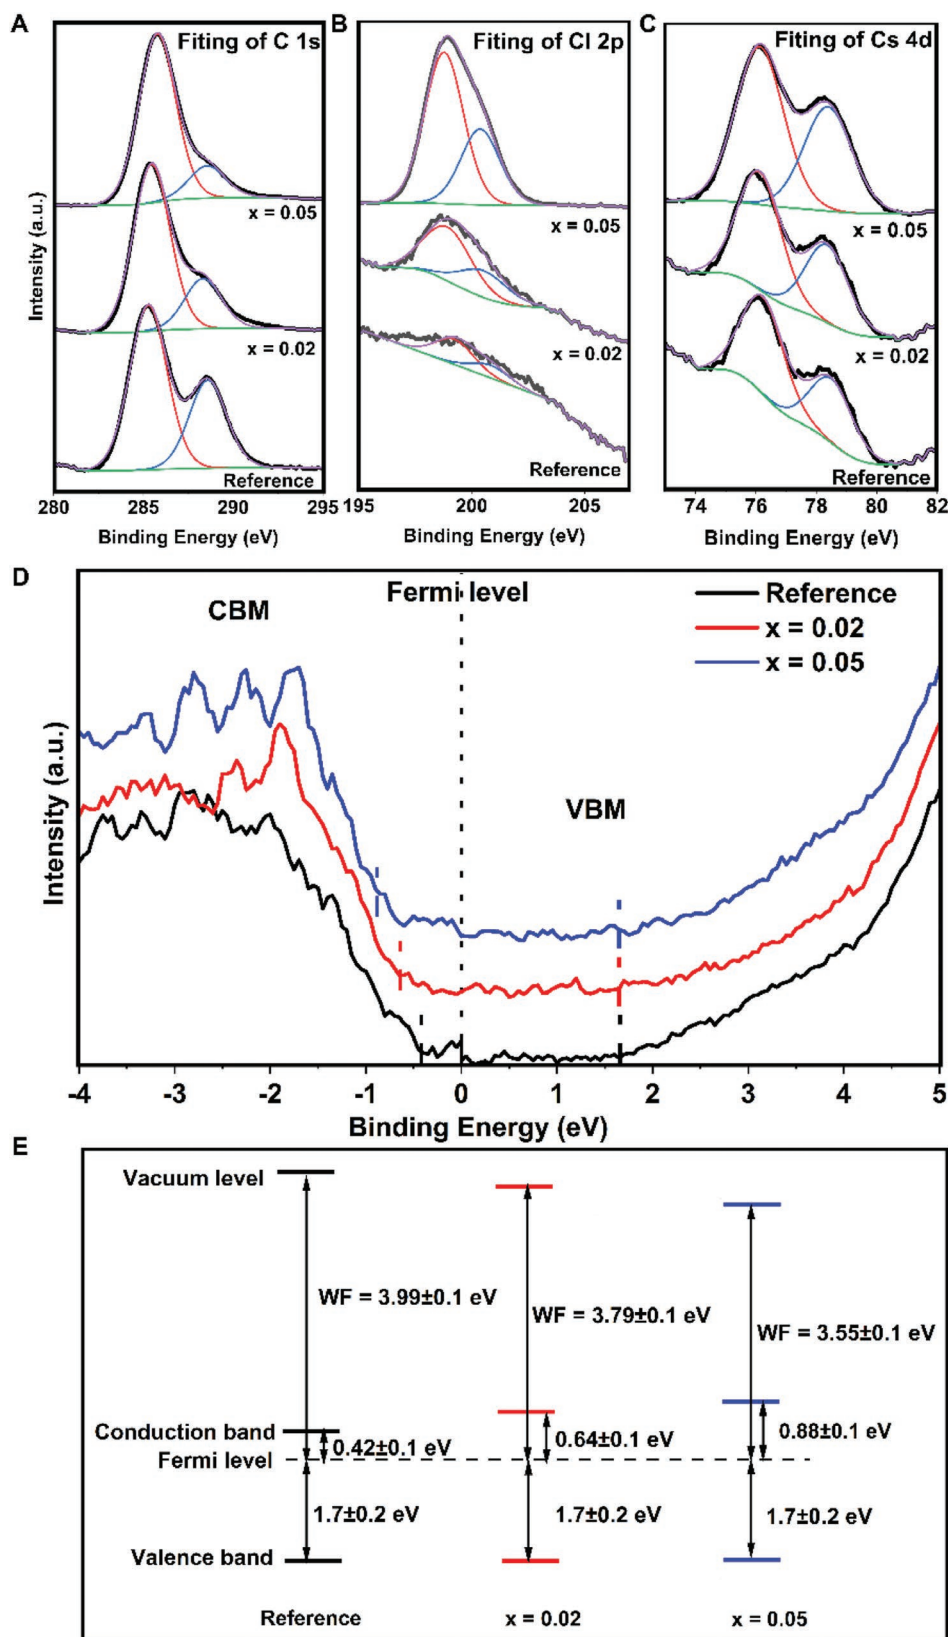 A
Fiting of C 1s
x = 0.05
x = 0.02
Reference
280 285 290 295
Binding Energy (eV)
Intensity (a.u.)
B
Fiting of Cl 2p
x = 0.05
x = 0.02
Reference
195 200 205
Binding Energy (eV)
C
Fiting of Cs 4d
x = 0.05
x = 0.02
Reference
74 76 78 80 82
Binding Energy (eV)
D
CBM
Fermi level
VBM
Reference
x = 0.02
x = 0.05
Intensity (a.u.)
-4 -3 -2 -1 0 1 2 3 4 5
Binding Energy (eV)
E
Vacuum level
WF = 3.99±0.1 eV
WF = 3.79±0.1 eV
WF = 3.55±0.1 eV
Conduction band
0.42±0.1 eV
0.64±0.1 eV
0.88±0.1 eV
Fermi level
1.7±0.2 eV
1.7±0.2 eV
1.7±0.2 eV
Valence band
Reference
x = 0.02
x = 0.05